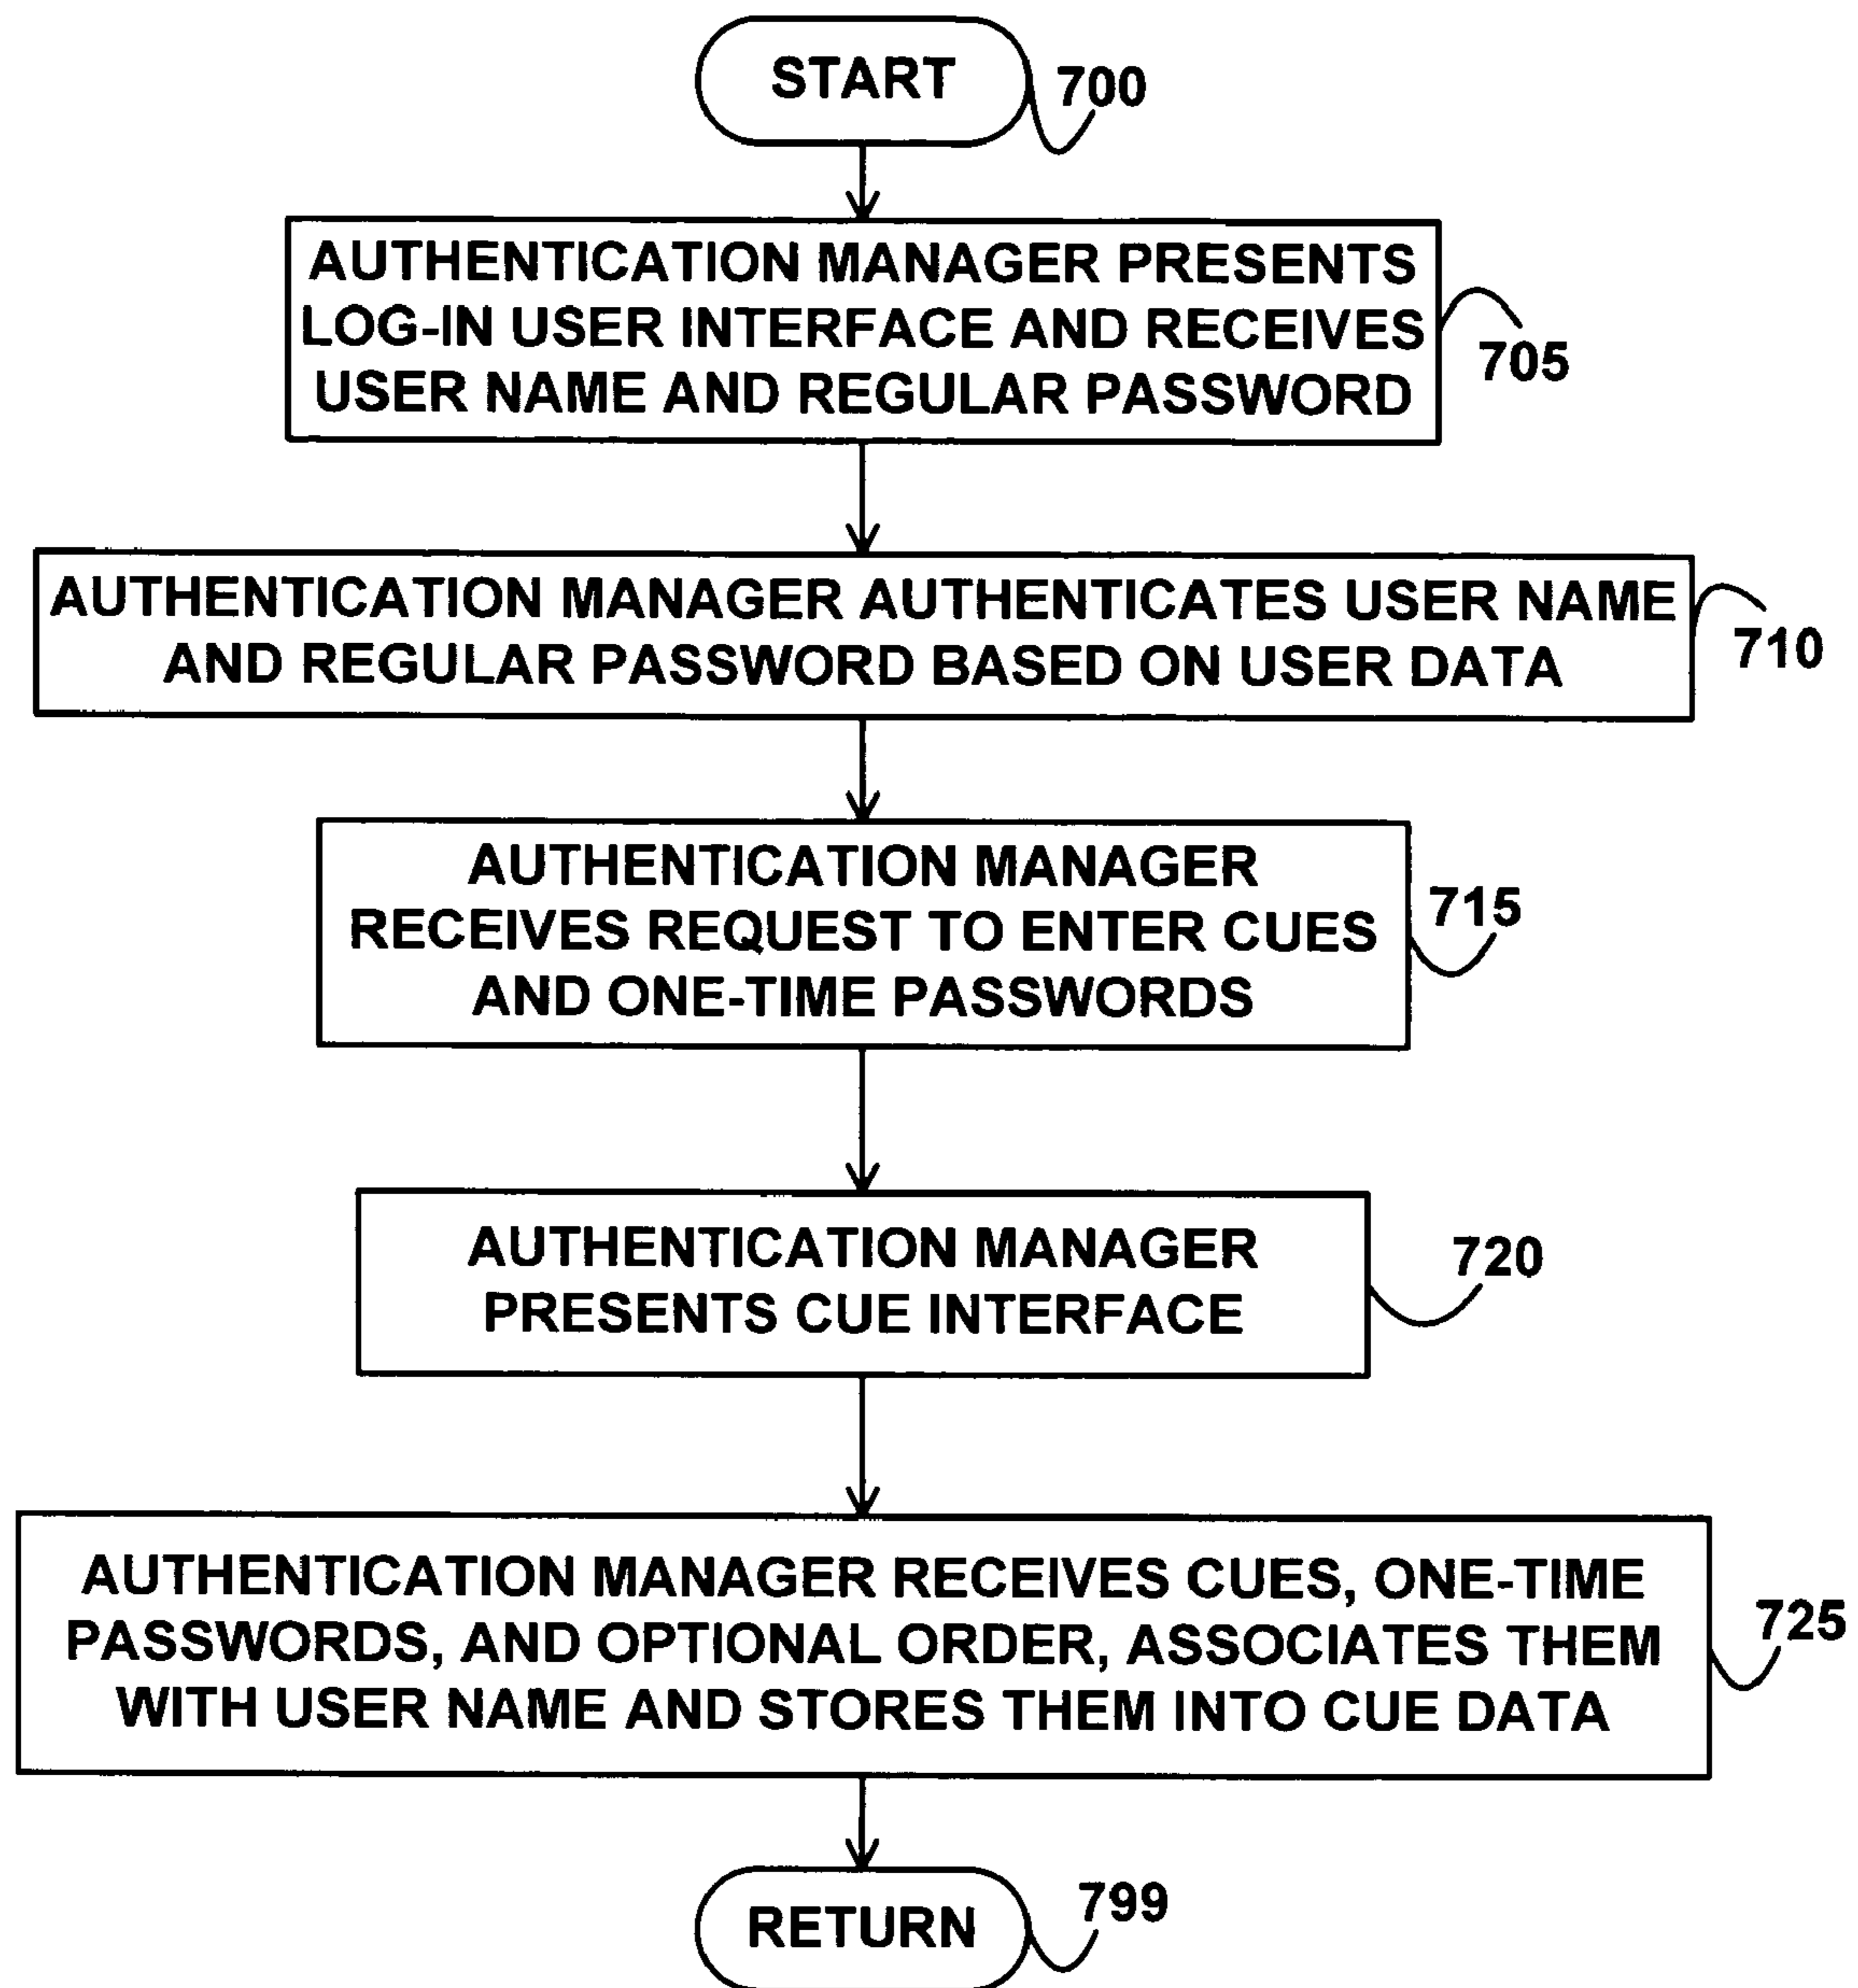 START
700
AUTHENTICATION MANAGER PRESENTS
LOG-IN USER INTERFACE AND RECEIVES
USER NAME AND REGULAR PASSWORD
705
AUTHENTICATION MANAGER AUTHENTICATES USER NAME
AND REGULAR PASSWORD BASED ON USER DATA
710
AUTHENTICATION MANAGER
RECEIVES REQUEST TO ENTER CUES
AND ONE-TIME PASSWORDS
715
AUTHENTICATION MANAGER
PRESENTS CUE INTERFACE
720
AUTHENTICATION MANAGER RECEIVES CUES, ONE-TIME
PASSWORDS, AND OPTIONAL ORDER, ASSOCIATES THEM
WITH USER NAME AND STORES THEM INTO CUE DATA
725
RETURN
799